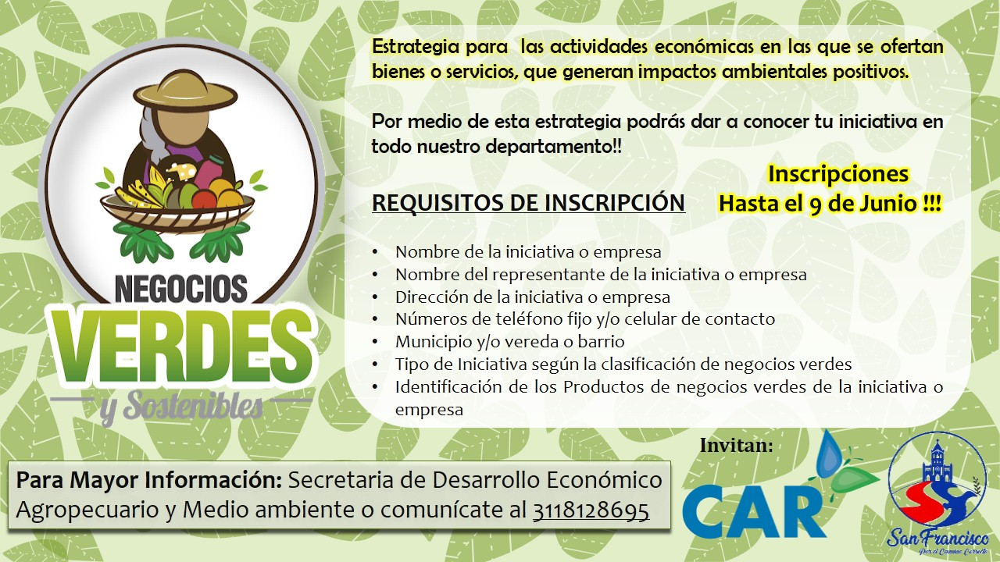 Estrategia para las actividades económicas en las que se ofertan
bienes o servicios, que generan impactos ambientales positivos.
Por medio de esta estrategia podrás dar a conocer tu iniciativa en
todo nuestro departamento!!
Inscripciones
Hasta el 9 de Junio !!!
REQUISITOS DE INSCRIPCIÓN
• Nombre de la iniciativa o empresa
• Nombre del representante de la iniciativa o empresa
• Dirección de la iniciativa o empresa
• Números de teléfono fijo y/o celular de contacto
• Municipio y/o vereda o barrio
• Tipo de Iniciativa según la clasificación de negocios verdes
• Identificación de los Productos de negocios verdes de la iniciativa o
empresa
NEGOCIOS
VERDES
y Sostenibles
Para Mayor Información: Secretaria de Desarrollo Económico
Agropecuario y Medio ambiente o comunícate al 3118128695
Invitan:
CAR
San Francisco
Por el Camino Correcto